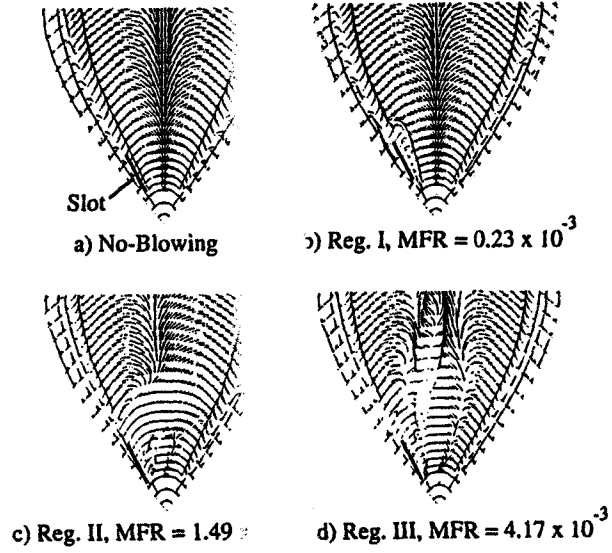 Slot
a) No-Blowing
b) Reg. I, MFR = 0.23 x 10^-3
c) Reg. II, MFR = 1.49
d) Reg. III, MFR = 4.17 x 10^-3